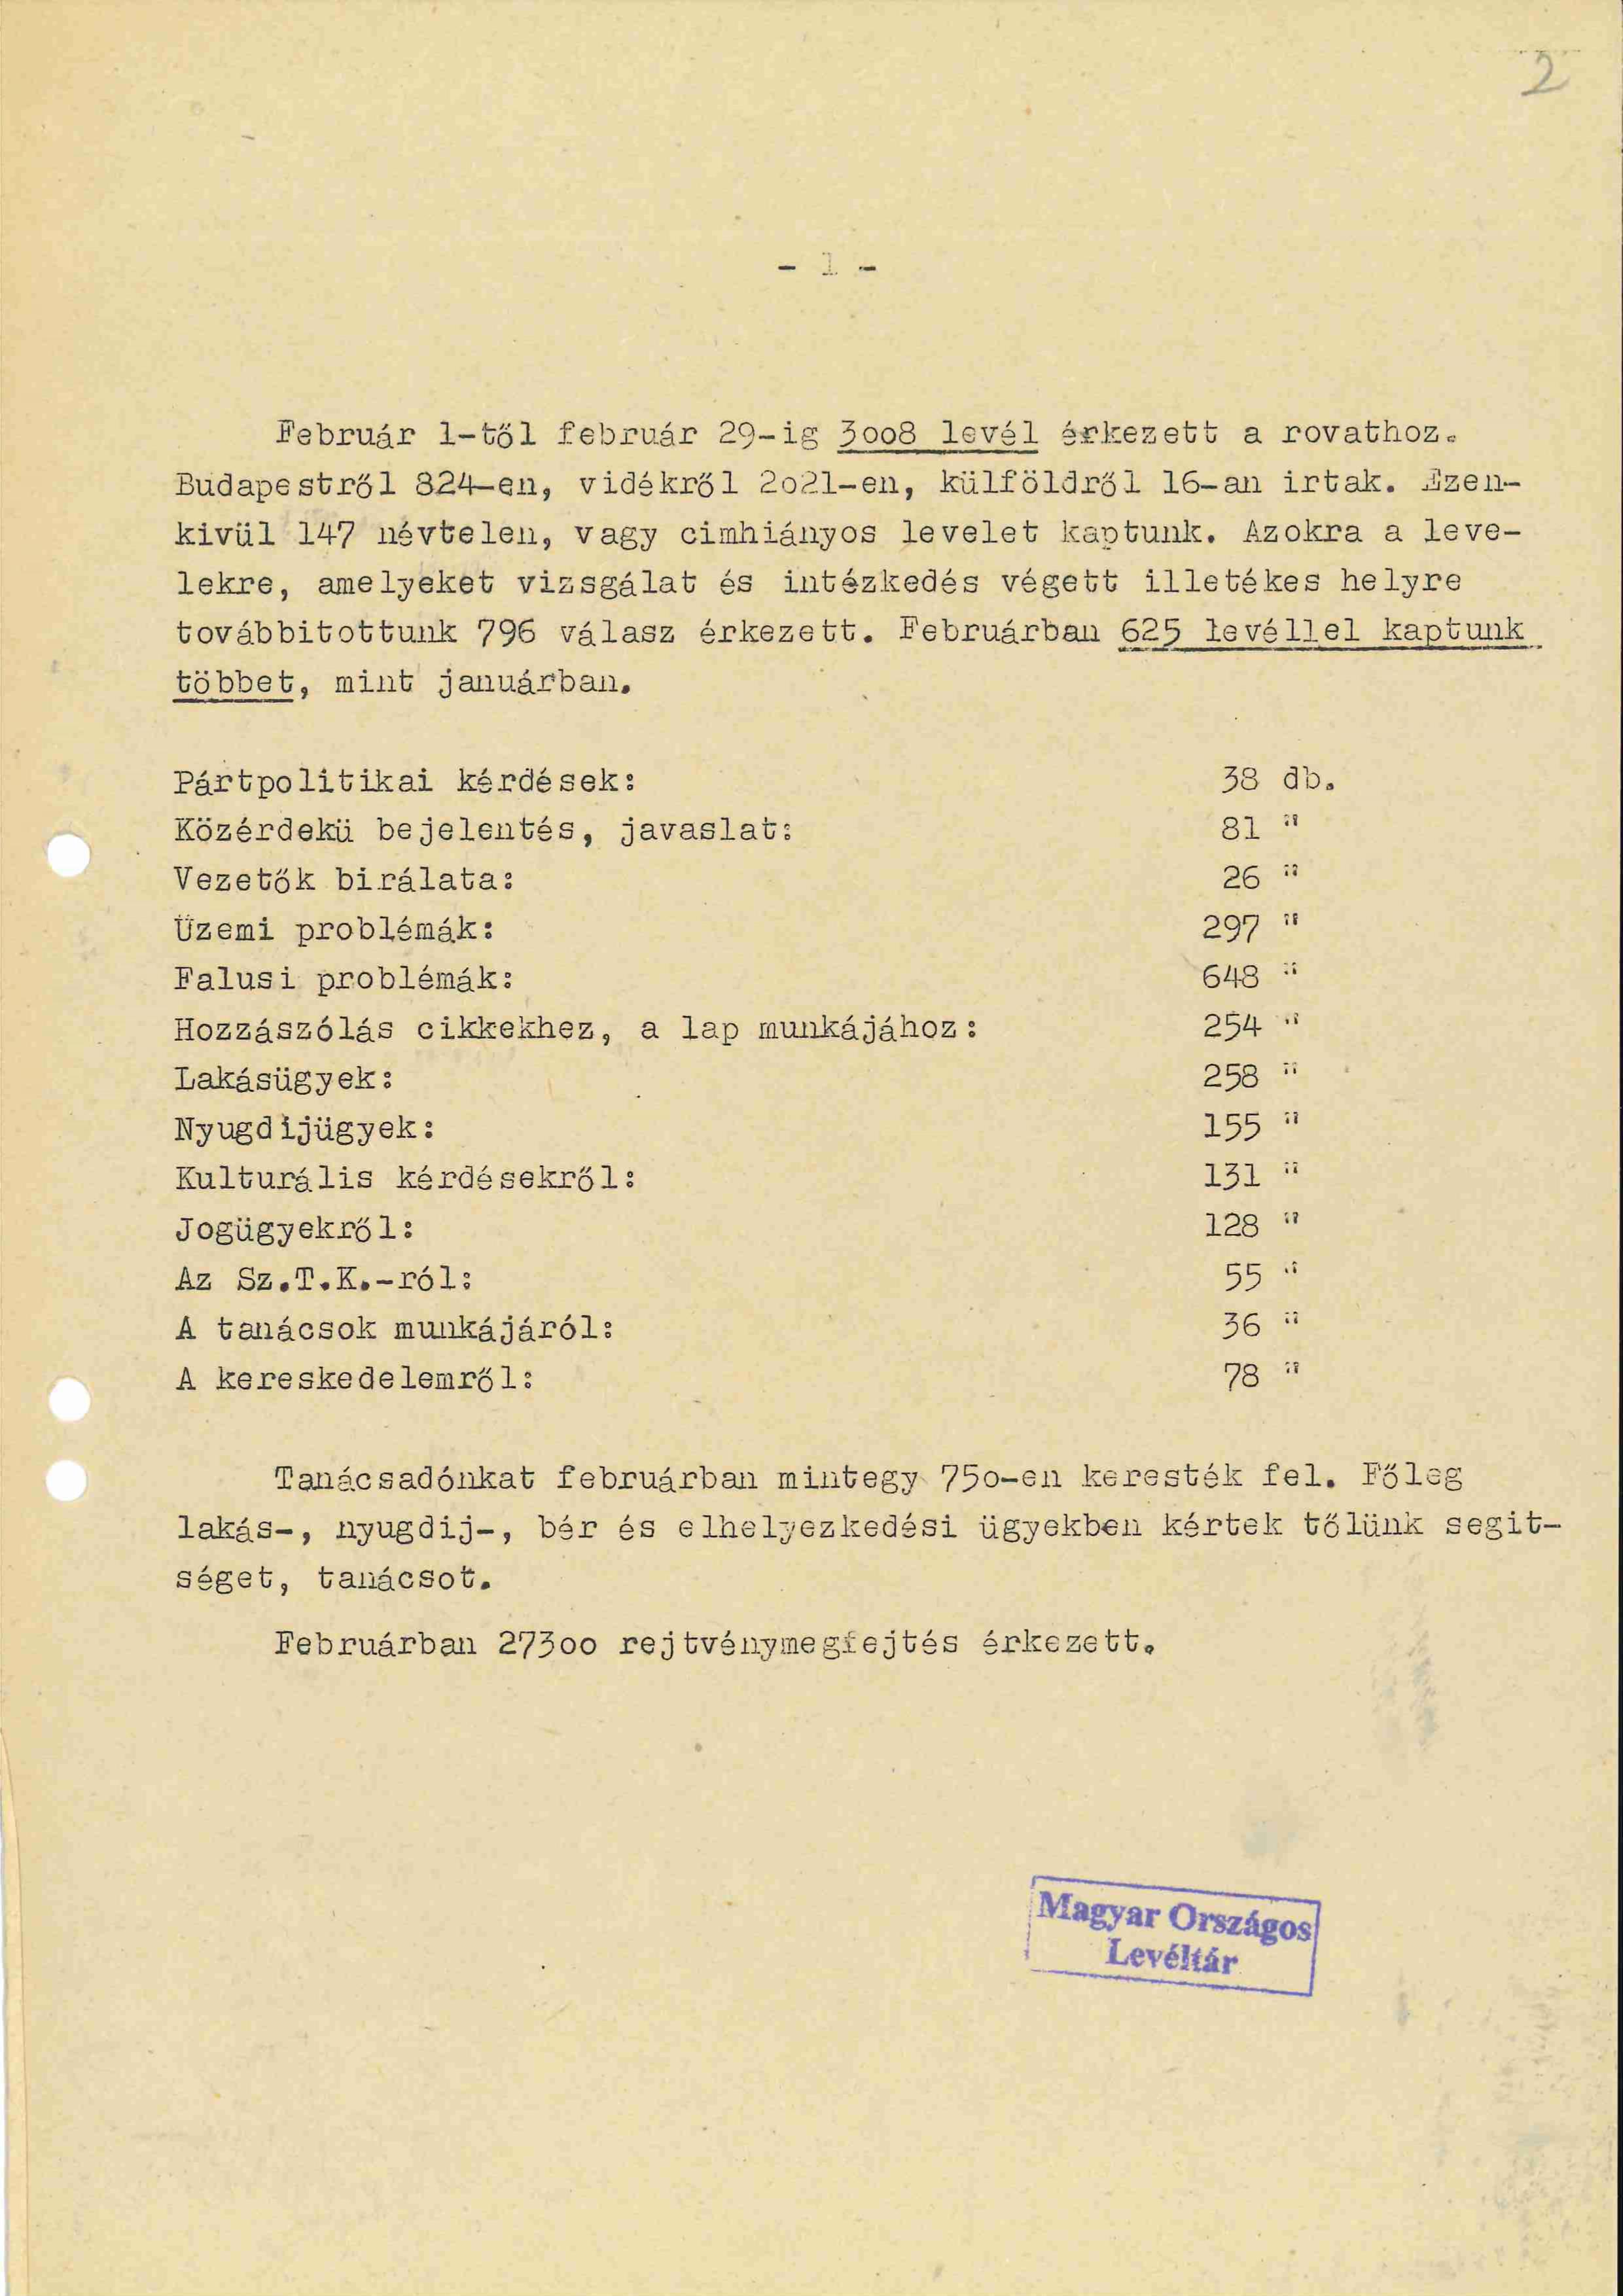 2
- 1 -
Február 1-től február 29-ig 3oo8 levél érkezett a rovathoz.
Budapestről 824-en, vidékről 2o21-en, külföldről 16-an irtak. Ezen-
kivül 147 névtelen, vagy cimhiányos levelet kaptunk. Azokra a leve-
lekre, amelyeket vizsgálat és intézkedés végett illetékes helyre
továbbitottunk 796 válasz érkezett. Februárban 625 levéllel kaptunk
többet, mint januárban.
Pártpolitikai kérdések: 38 db.
Közérdekü bejelentés, javaslat: 81 "
Vezetők birálata: 26 "
Üzemi problémák: 297 "
Falusi problémák: 648 "
Hozzászólás cikkekhez, a lap munkájához: 254 "
Lakásügyek: 258 "
Nyugdijügyek: 155 "
Kulturális kérdésekről: 131 "
Jogügyekről: 128 "
Az Sz.T.K.-ról: 55 "
A tanácsok munkájáról: 36 "
A kereskedelemről: 78 "
Tanácsadónkat februárban mintegy 75o-en keresték fel. Főleg
lakás-, nyugdij-, bér és elhelyezkedési ügyekben kértek tőlünk segit-
séget, tanácsot.
Februárban 273oo rejtvénymegfejtés érkezett.
Magyar Országos
Levéltár